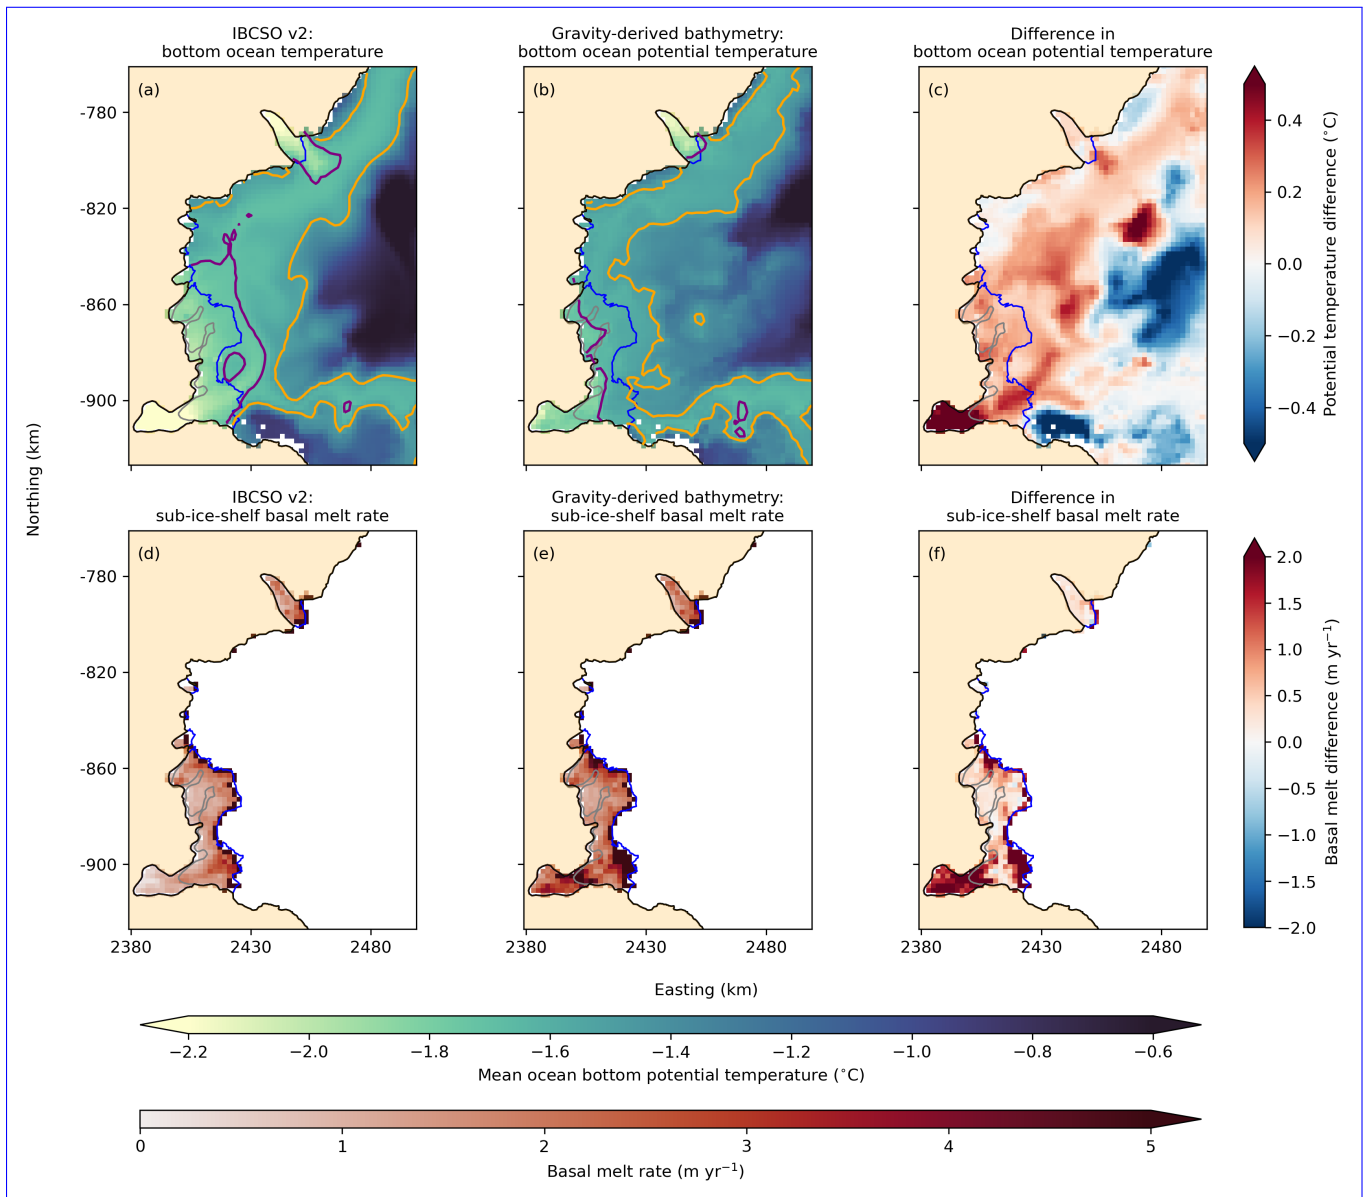 IBCSO v2:
bottom ocean temperature
Gravity-derived bathymetry:
bottom ocean potential temperature
Difference in
bottom ocean potential temperature
(a)
(b)
(c)
-780
-820
-860
-900
0.4
0.2
0.0
−0.2
−0.4
Potential temperature difference (°C)
Northing (km)
IBCSO v2:
sub-ice-shelf basal melt rate
Gravity-derived bathymetry:
sub-ice-shelf basal melt rate
Difference in
sub-ice-shelf basal melt rate
(d)
(e)
(f)
-780
-820
-860
-900
2.0
1.5
1.0
0.5
0.0
−0.5
−1.0
−1.5
−2.0
Basal melt difference (m yr⁻¹)
2380 2430 2480
2380 2430 2480
2380 2430 2480
Easting (km)
−2.2 −2.0 −1.8 −1.6 −1.4 −1.2 −1.0 −0.8 −0.6
Mean ocean bottom potential temperature (°C)
0 1 2 3 4 5
Basal melt rate (m yr⁻¹)